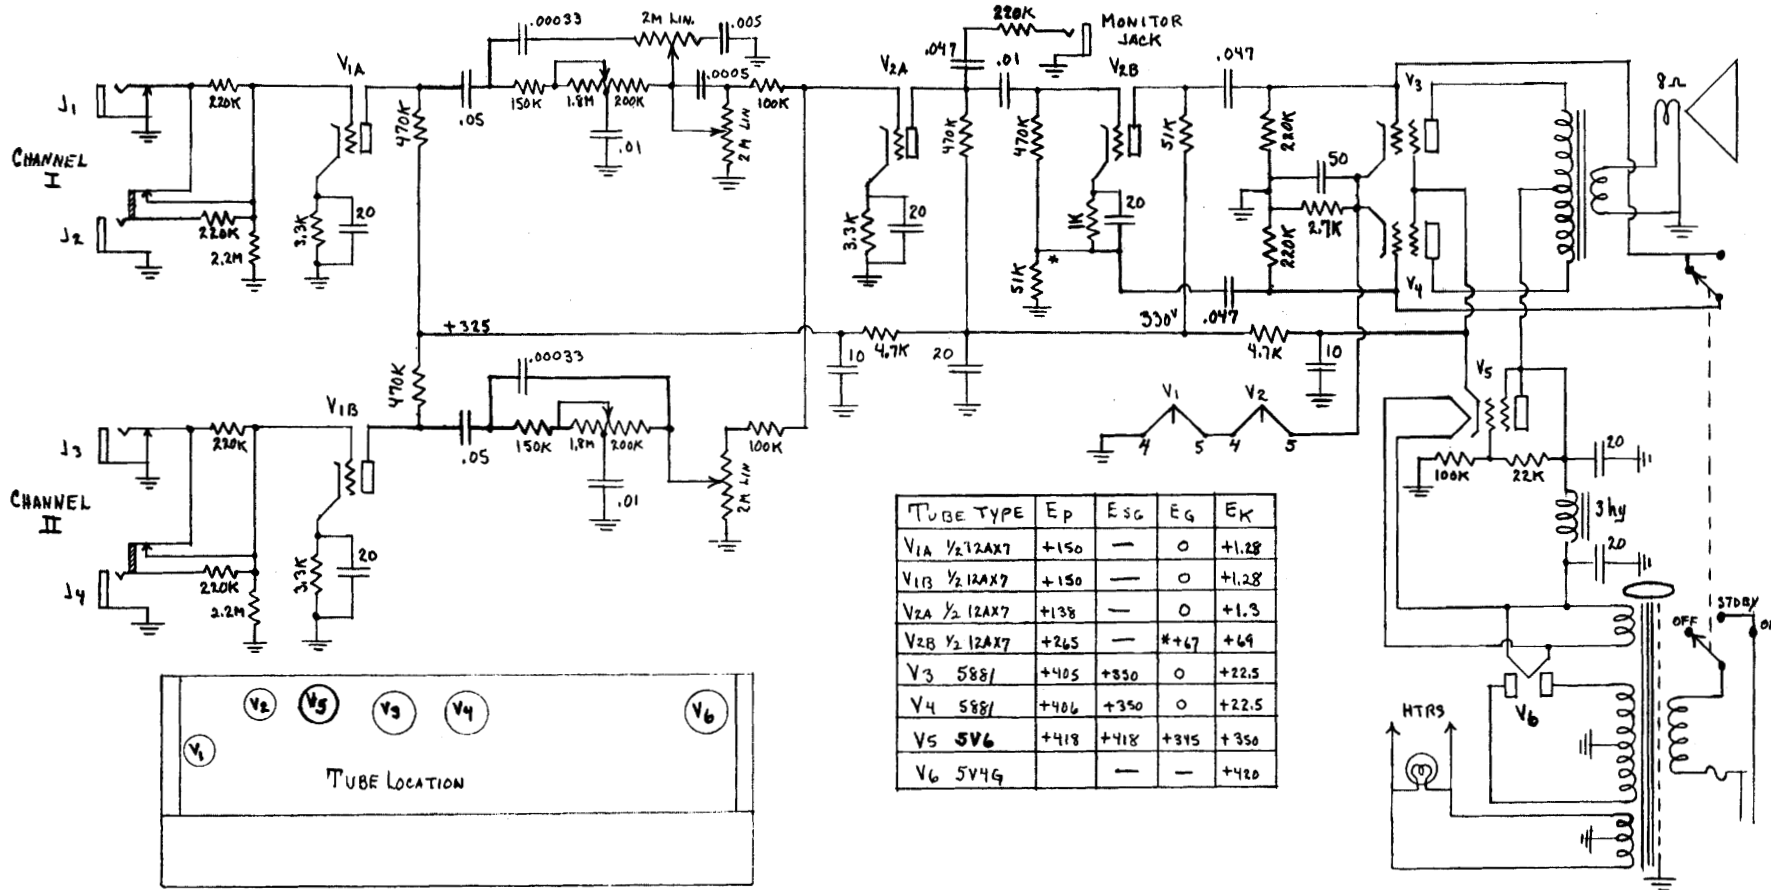 .00033
2M LIN.
.005
220K
MONITOR
JACK
.047
.01
.047
V1A
V2A
V2B
V3
8Ω
J1
220K
.05
150K
1.8M
200K
.0005
100K
470K
.01
2M LIN
470K
470K
51K
220K
50
CHANNEL
I
J2
220K
2.2M
3.3K
20
3.3K
20
1K
20
2.7K
220K
*
51K
V4
+325
330V
.047
10
4.7K
20
4.7K
10
.00033
470K
V1B
V1
V2
V5
J3
220K
.05
150K
1.8M
200K
100K
4
5
4
5
100K
22K
20
.01
2M LIN
CHANNEL
II
3hy
20
J4
220K
2.2M
3.3K
20
TUBE TYPE EP ESG EG EK
V1A 1/2 12AX7 +150 — 0 +1.28
V1B 1/2 12AX7 +150 — 0 +1.28
V2A 1/2 12AX7 +138 — 0 +1.3
V2B 1/2 12AX7 +265 — *+67 +69
V3 5881 +405 +350 0 +22.5
V4 5881 +406 +350 0 +22.5
V5 5V6 +418 +418 +345 +350
V6 5V4G — — +420
STDBY
OFF
V6
HTRS
V2
V5
V3
V4
V6
V1
TUBE LOCATION